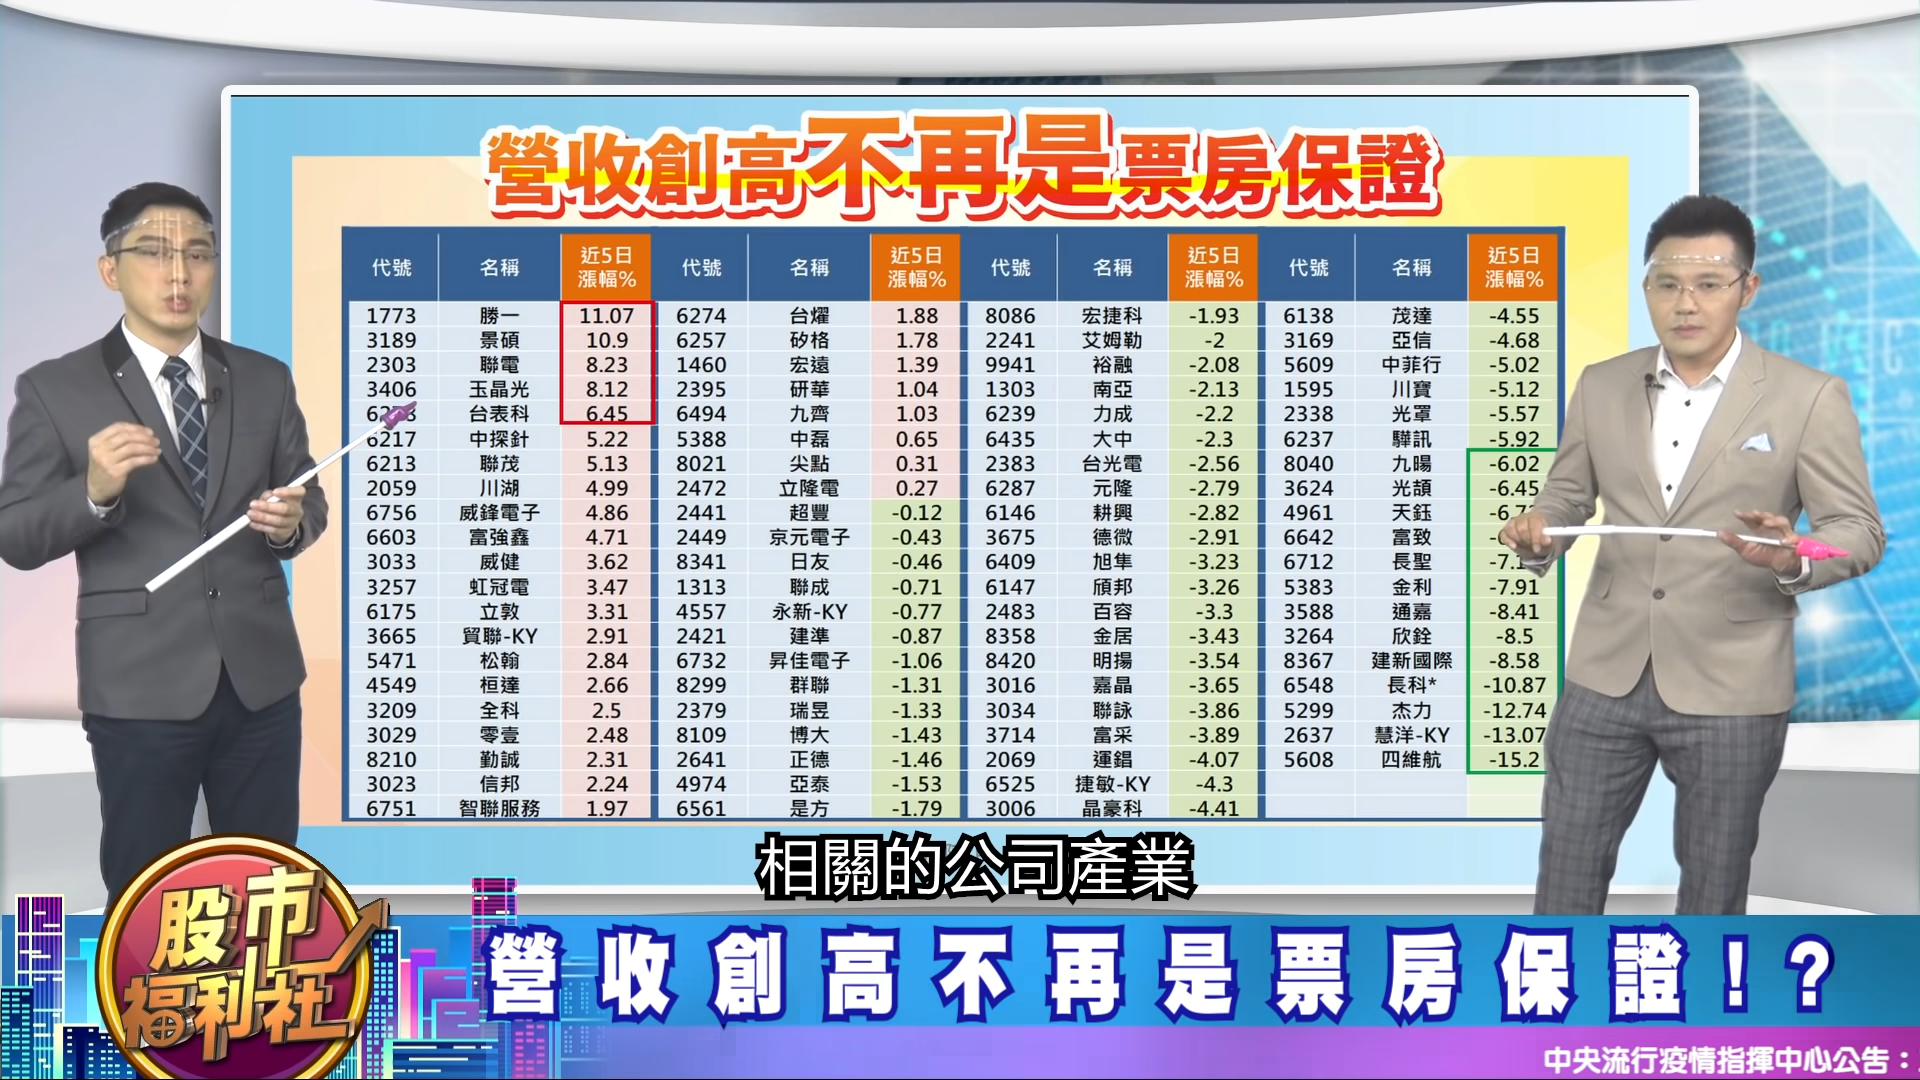 營收創高不再是票房保證
代號 名稱 近5日漲幅% 代號 名稱 近5日漲幅% 代號 名稱 近5日漲幅% 代號 名稱 近5日漲幅%
1773 勝一 11.07 6274 台燿 1.88 8086 宏捷科 -1.93 6138 茂達 -4.55
3189 景碩 10.9 6257 矽格 1.78 2241 艾姆勒 -2 3169 亞信 -4.68
2303 聯電 8.23 1460 宏遠 1.39 9941 裕融 -2.08 5609 中菲行 -5.02
3406 玉晶光 8.12 2395 研華 1.04 1303 南亞 -2.13 1595 川寶 -5.12
台表科 6.45 6494 九齊 1.03 6239 力成 -2.2 2338 光罩 -5.57
6217 中探針 5.22 5388 中磊 0.65 6435 大中 -2.3 6237 驊訊 -5.92
6213 聯茂 5.13 8021 尖點 0.31 2383 台光電 -2.56 8040 九暘 -6.02
2059 川湖 4.99 2472 立隆電 0.27 6287 元隆 -2.79 3624 光頡 -6.45
6756 威鋒電子 4.86 2441 超豐 -0.12 6146 耕興 -2.82 4961 天鈺
6603 富強鑫 4.71 2449 京元電子 -0.43 3675 德微 -2.91 6642 富致
3033 威健 3.62 8341 日友 -0.46 6409 旭隼 -3.23 6712 長聖
3257 虹冠電 3.47 1313 聯成 -0.71 6147 頎邦 -3.26 5383 金利 -7.91
6175 立敦 3.31 4557 永新-KY -0.77 2483 百容 -3.3 3588 通嘉 -8.41
3665 貿聯-KY 2.91 2421 建準 -0.87 8358 金居 -3.43 3264 欣銓 -8.5
5471 松翰 2.84 6732 昇佳電子 -1.06 8420 明揚 -3.54 8367 建新國際 -8.58
4549 桓達 2.66 8299 群聯 -1.31 3016 嘉晶 -3.65 6548 長科* -10.87
3209 全科 2.5 2379 瑞昱 -1.33 3034 聯詠 -3.86 5299 杰力 -12.74
3029 零壹 2.48 8109 博大 -1.43 3714 富采 -3.89 2637 慧洋-KY -13.07
8210 勤誠 2.31 2641 正德 -1.46 2069 運錩 -4.07 5608 四維航 -15.2
3023 信邦 2.24 4974 亞泰 -1.53 6525 捷敏-KY -4.3
6751 智聯服務 1.97 6561 是方 -1.79 3006 晶豪科 -4.41
相關的公司產業
股市
福利社
營收創高不再是票房保證!?
中央流行疫情指揮中心公告：